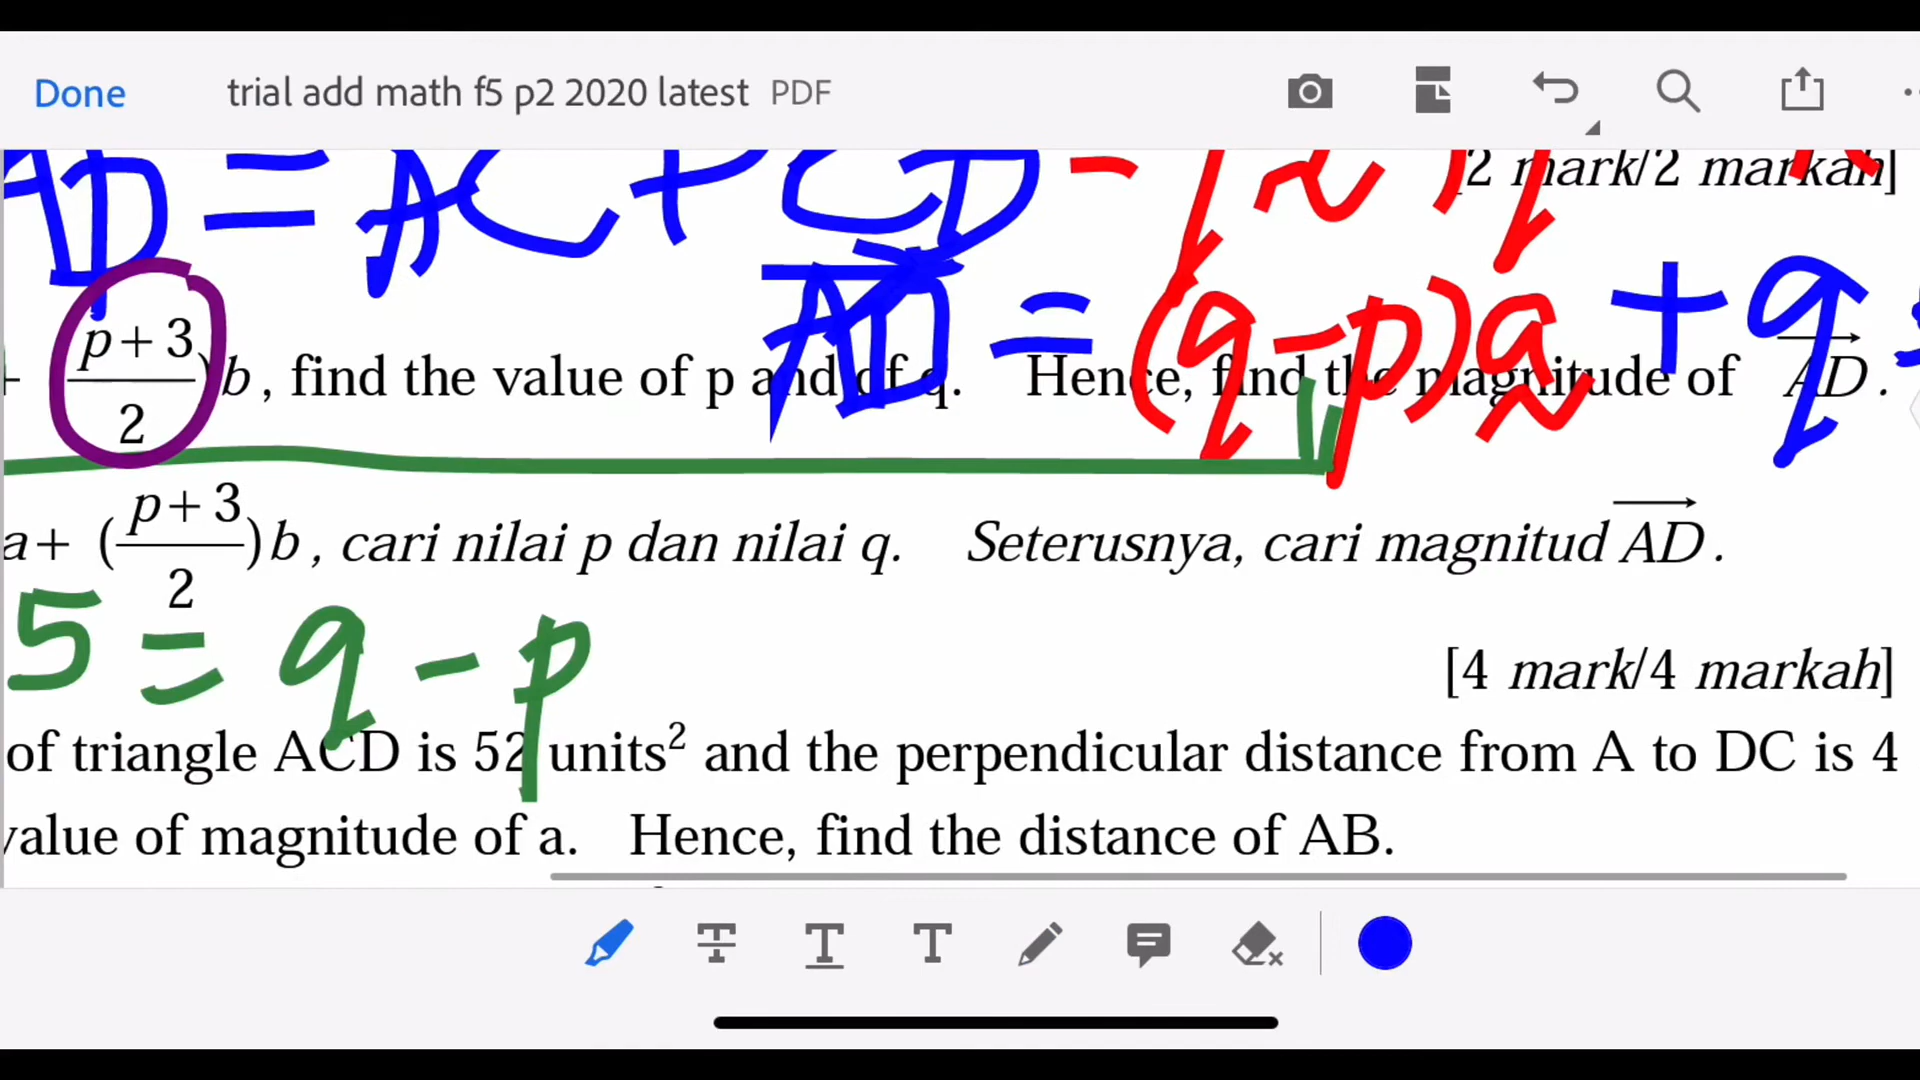 Done trial add math f5 p2 2020 latest PDF
AD = AC + CD
[2 mark/2 markah]
AD = (q-p)a + q
p+3/2)b, find the value of p and of q. Hence, find the magnitude of AD.
a+ (p+3/2)b, cari nilai p dan nilai q. Seterusnya, cari magnitud AD.
5 = q - p
[4 mark/4 markah]
of triangle ACD is 52 units² and the perpendicular distance from A to DC is 4
value of magnitude of a. Hence, find the distance of AB.